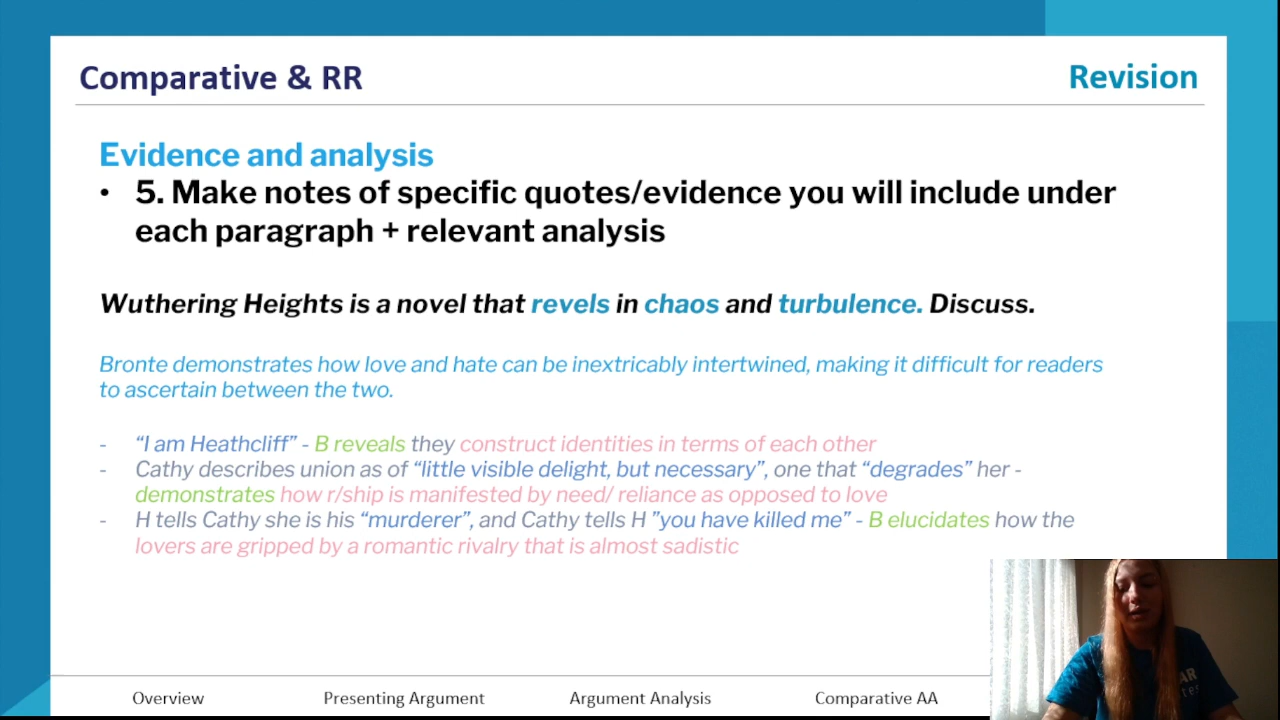 Comparative & RR
Revision
Evidence and analysis
• 5. Make notes of specific quotes/evidence you will include under
each paragraph + relevant analysis
Wuthering Heights is a novel that revels in chaos and turbulence. Discuss.
Bronte demonstrates how love and hate can be inextricably intertwined, making it difficult for readers
to ascertain between the two.
- “I am Heathcliff” - B reveals they construct identities in terms of each other
- Cathy describes union as of “little visible delight, but necessary”, one that “degrades” her -
demonstrates how r/ship is manifested by need/ reliance as opposed to love
- H tells Cathy she is his “murderer”, and Cathy tells H ”you have killed me” - B elucidates how the
lovers are gripped by a romantic rivalry that is almost sadistic
Overview
Presenting Argument
Argument Analysis
Comparative AA